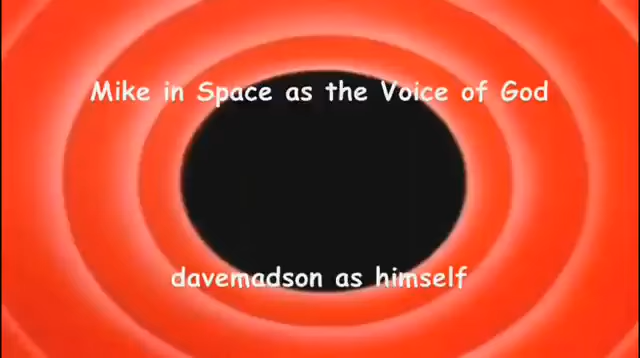 Mike in Space as the Voice of God
davemadson as himself